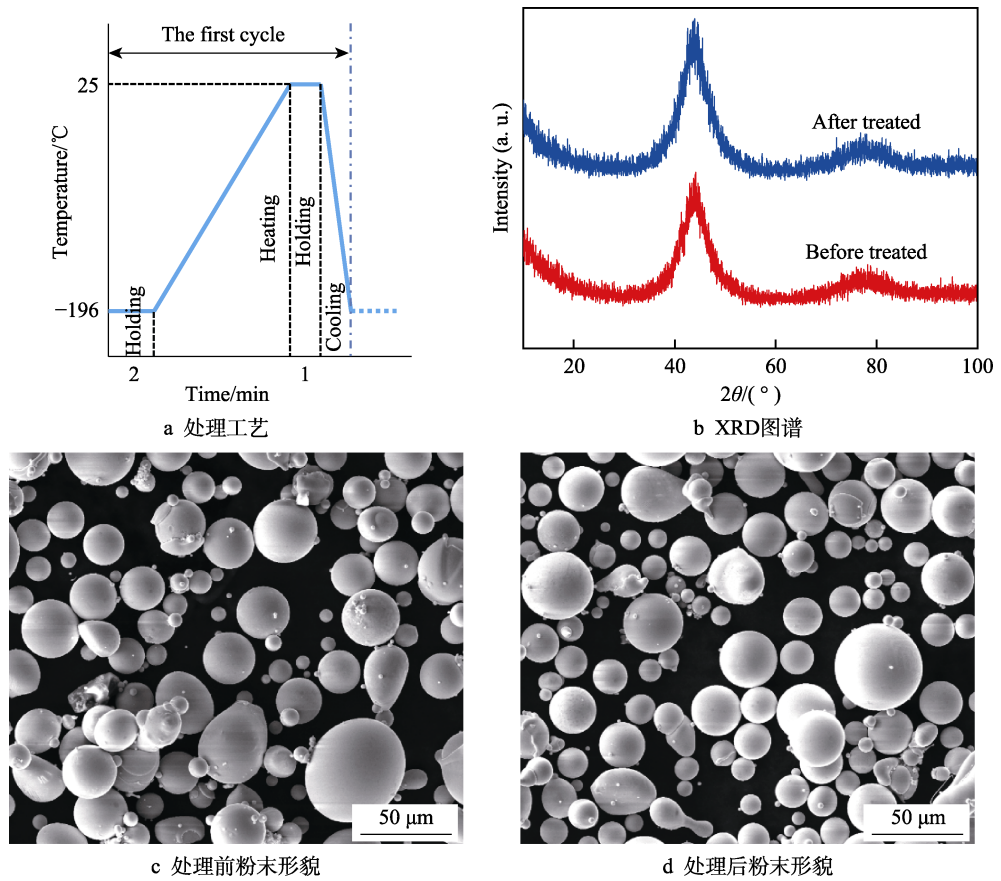 The first cycle
25
−196
Temperature/℃
Holding
Heating
Holding
Cooling
2
1
Time/min
a 处理工艺
Intensity (a. u.)
After treated
Before treated
20 40 60 80 100
2θ/( ° )
b XRD图谱
50 μm
c 处理前粉末形貌
50 μm
d 处理后粉末形貌